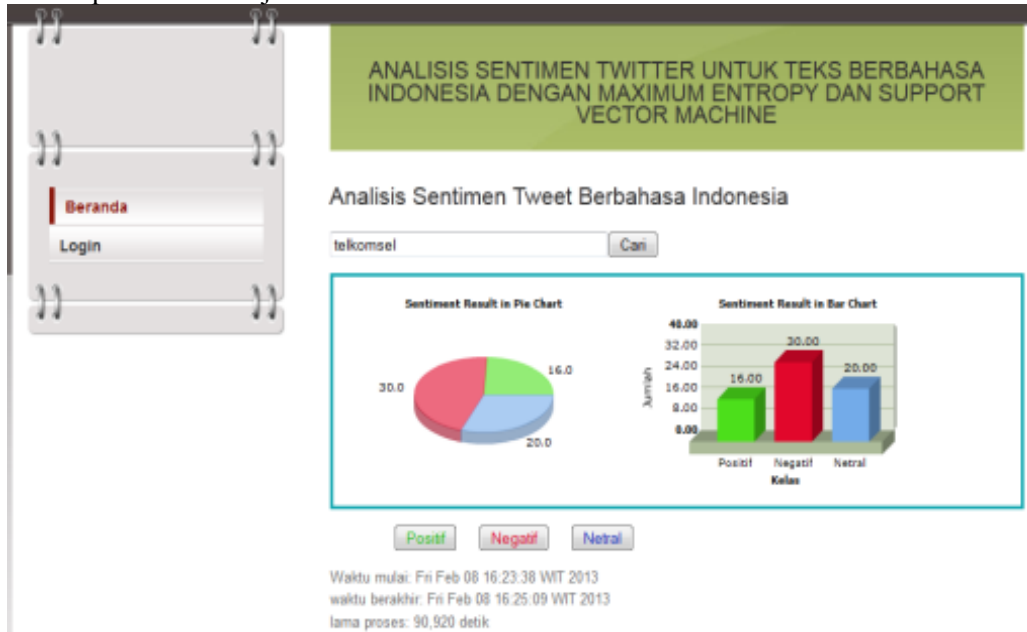 ANALISIS SENTIMEN TWITTER UNTUK TEKS BERBAHASA
INDONESIA DENGAN MAXIMUM ENTROPY DAN SUPPORT
VECTOR MACHINE
Beranda
Login
Analisis Sentimen Tweet Berbahasa Indonesia
telkomsel
Cari
Sentiment Result in Pie Chart
16.0
30.0
20.0
Sentiment Result in Bar Chart
Jumlah
40.00
32.00
24.00
16.00
8.00
0.00
16.00
30.00
20.00
Positif Negatif Netral
Kelas
Positif Negatif Netral
Waktu mulai: Fri Feb 08 16:23:38 WIT 2013
waktu berakhir: Fri Feb 08 16:25:09 WIT 2013
lama proses: 90,920 detik